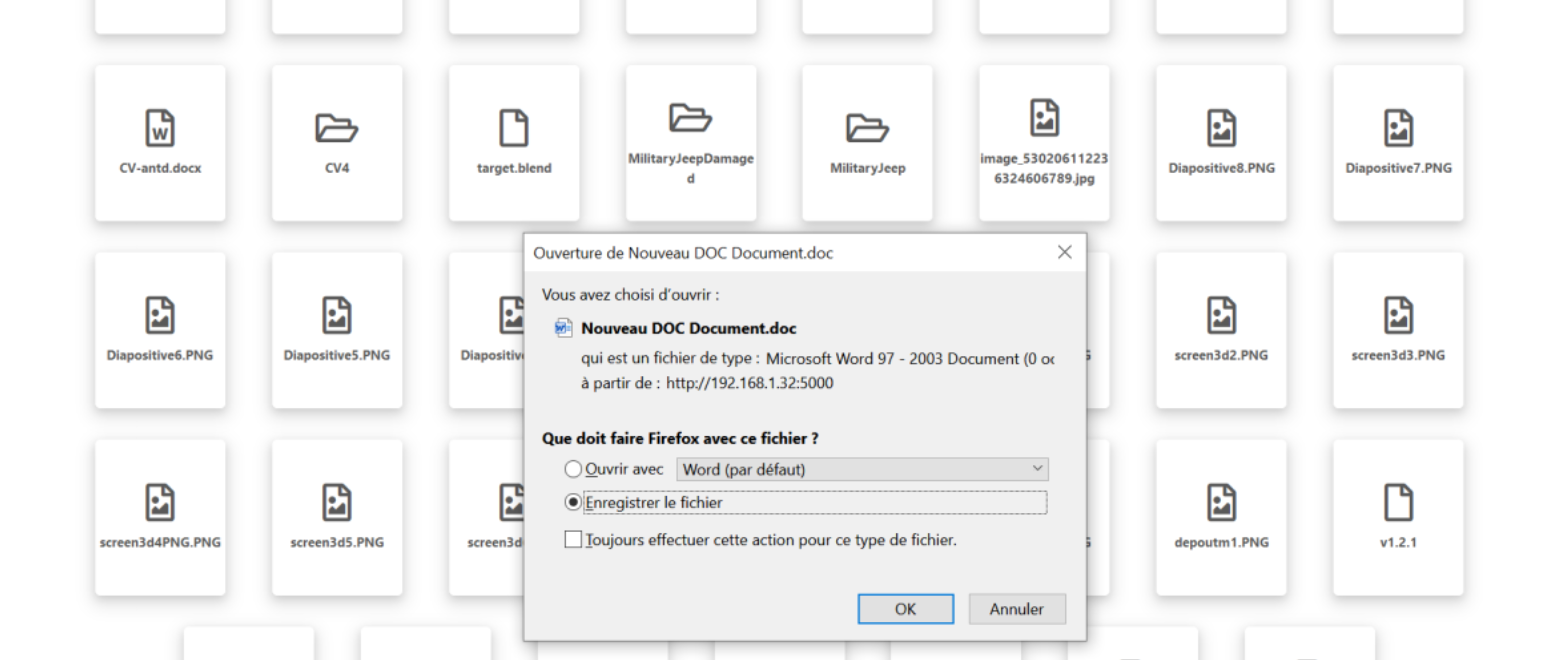 CV-antd.docx
CV4
target.blend
MilitaryJeepDamage
d
MilitaryJeep
image_53020611223
6324606789.jpg
Diapositive8.PNG
Diapositive7.PNG
Ouverture de Nouveau DOC Document.doc
Vous avez choisi d'ouvrir :
Nouveau DOC Document.doc
qui est un fichier de type : Microsoft Word 97 - 2003 Document (0 oc
à partir de : http://192.168.1.32:5000
Que doit faire Firefox avec ce fichier ?
Ouvrir avec Word (par défaut)
Enregistrer le fichier
Toujours effectuer cette action pour ce type de fichier.
OK
Annuler
Diapositive6.PNG
Diapositive5.PNG
Diapositiv
screen3d2.PNG
screen3d3.PNG
screen3d4PNG.PNG
screen3d5.PNG
screen3d
depoutm1.PNG
v1.2.1